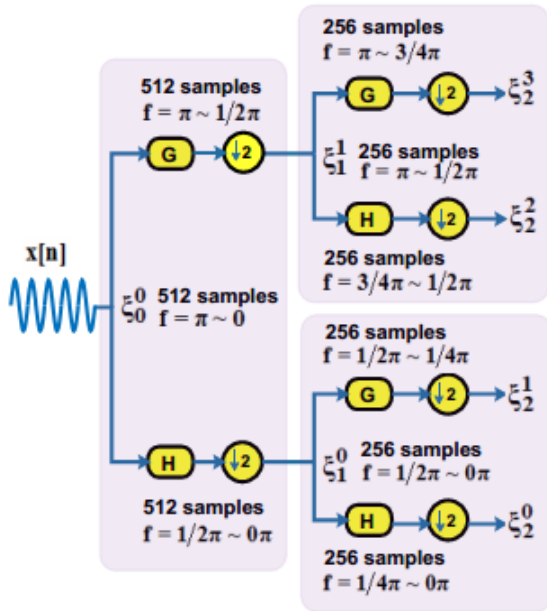 256 samples
f = π ~ 3/4π
G
↓2
ξ₂³
512 samples
f = π ~ 1/2π
G
↓2
ξ₁¹
256 samples
f = π ~ 1/2π
H
↓2
ξ₂²
256 samples
f = 3/4π ~ 1/2π
x[n]
ξ₀⁰
512 samples
f = π ~ 0
256 samples
f = 1/2π ~ 1/4π
G
↓2
ξ₂¹
H
↓2
ξ₁⁰
256 samples
f = 1/2π ~ 0π
512 samples
f = 1/2π ~ 0π
H
↓2
ξ₂⁰
256 samples
f = 1/4π ~ 0π